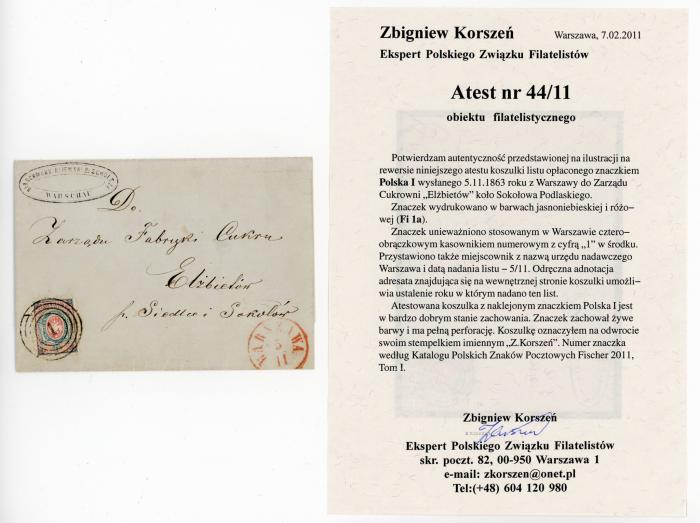 WARSCHAU
Do.
Zarządu Fabryki Cukru
Elżbietów
p. Siedlce i Sokołów
1
WARSZAWA
5
11
Zbigniew Korszeń
Warszawa, 7.02.2011
Ekspert Polskiego Związku Filatelistów
Atest nr 44/11
obiektu filatelistycznego
Potwierdzam autentyczność przedstawionej na ilustracji na
rewersie niniejszego atestu koszulki listu opłaconego znaczkiem
Polska I wysłanego 5.11.1863 roku z Warszawy do Zarządu
Cukrowni „Elżbietów" koło Sokołowa Podlaskiego.
Znaczek wydrukowano w barwach jasnoniebieskiej i różo-
wej (Fi 1a).
Znaczek unieważniono stosowanym w Warszawie cztero-
obrączkowym kasownikiem numerowym z cyfrą „1" w środku.
Przystawiono także miejscownik z nazwą urzędu nadawczego
Warszawa i datą nadania listu – 5/11. Odręczna adnotacja
adresata znajdująca się na wewnętrznej stronie koszulki umożli-
wia ustalenie roku w którym nadano ten list.
Atestowana koszulka z naklejonym znaczkiem Polska I jest
w bardzo dobrym stanie zachowania. Znaczek zachował żywe
barwy i ma pełną perforację. Koszulkę oznaczyłem na odwrocie
swoim stempelkiem imiennym „Z.Korszeń". Numer znaczka
według Katalogu Polskich Znaków Pocztowych Fischer 2011,
Tom I.
Zbigniew Korszeń
Ekspert Polskiego Związku Filatelistów
skr. poczt. 82, 00-950 Warszawa 1
e-mail: zkorszen@onet.pl
Tel:(+48) 604 120 980